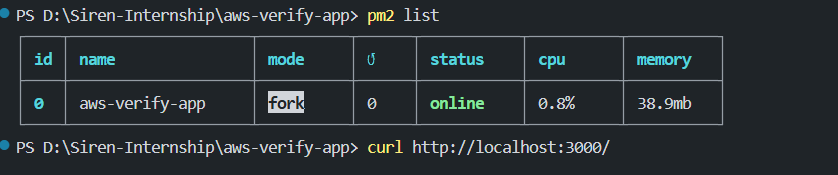 PS D:\Siren-Internship\aws-verify-app> pm2 list
id name mode ↺ status cpu memory
0 aws-verify-app fork 0 online 0.8% 38.9mb
PS D:\Siren-Internship\aws-verify-app> curl http://localhost:3000/